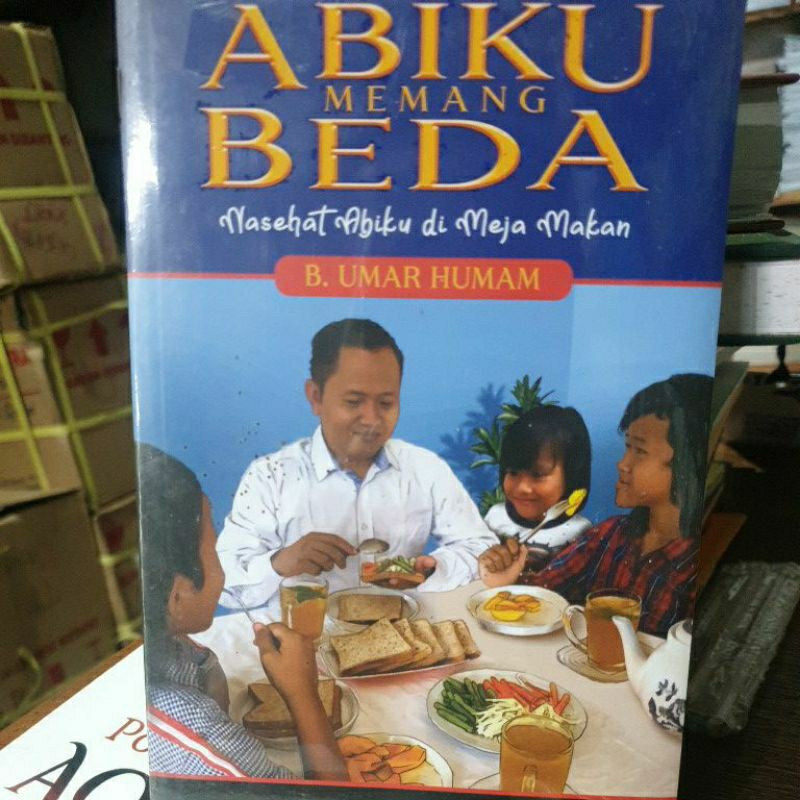 ABIKU
MEMANG
BEDA
Nasehat Abiku di Meja Makan
B. UMAR HUMAM